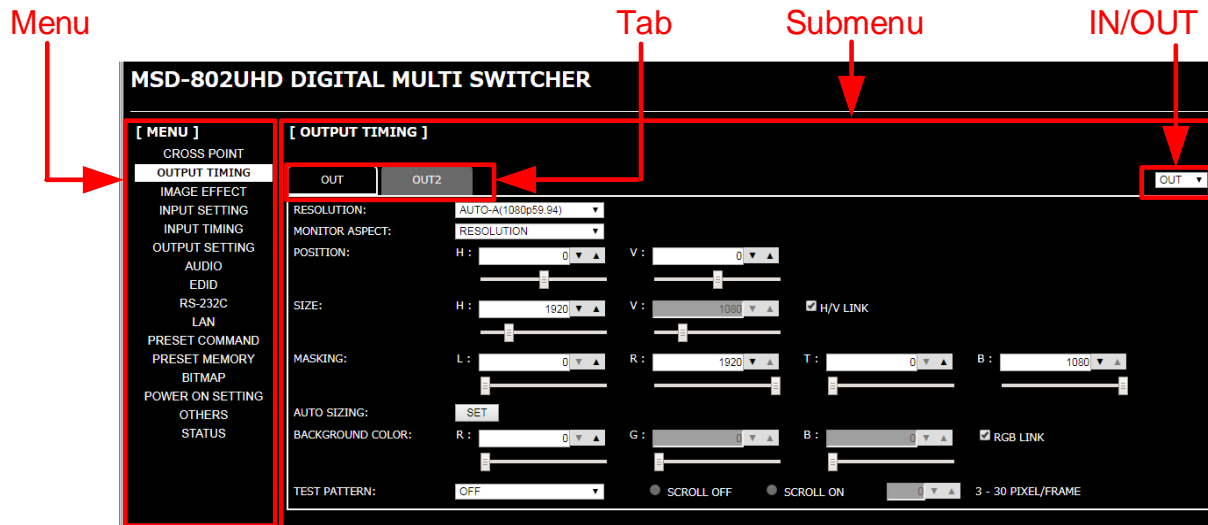 Menu Tab Submenu IN/OUT
MSD-802UHD DIGITAL MULTI SWITCHER
[ MENU ]
CROSS POINT
OUTPUT TIMING
IMAGE EFFECT
INPUT SETTING
INPUT TIMING
OUTPUT SETTING
AUDIO
EDID
RS-232C
LAN
PRESET COMMAND
PRESET MEMORY
BITMAP
POWER ON SETTING
OTHERS
STATUS
[ OUTPUT TIMING ]
OUT OUT2 OUT
RESOLUTION: AUTO-A(1080p59.94)
MONITOR ASPECT: RESOLUTION
POSITION: H : 0 V : 0
SIZE: H : 1920 V : 1080 H/V LINK
MASKING: L : 0 R : 1920 T : 0 B : 1080
AUTO SIZING: SET
BACKGROUND COLOR: R : 0 G : 0 B : 0 RGB LINK
TEST PATTERN: OFF SCROLL OFF SCROLL ON 0 3 - 30 PIXEL/FRAME